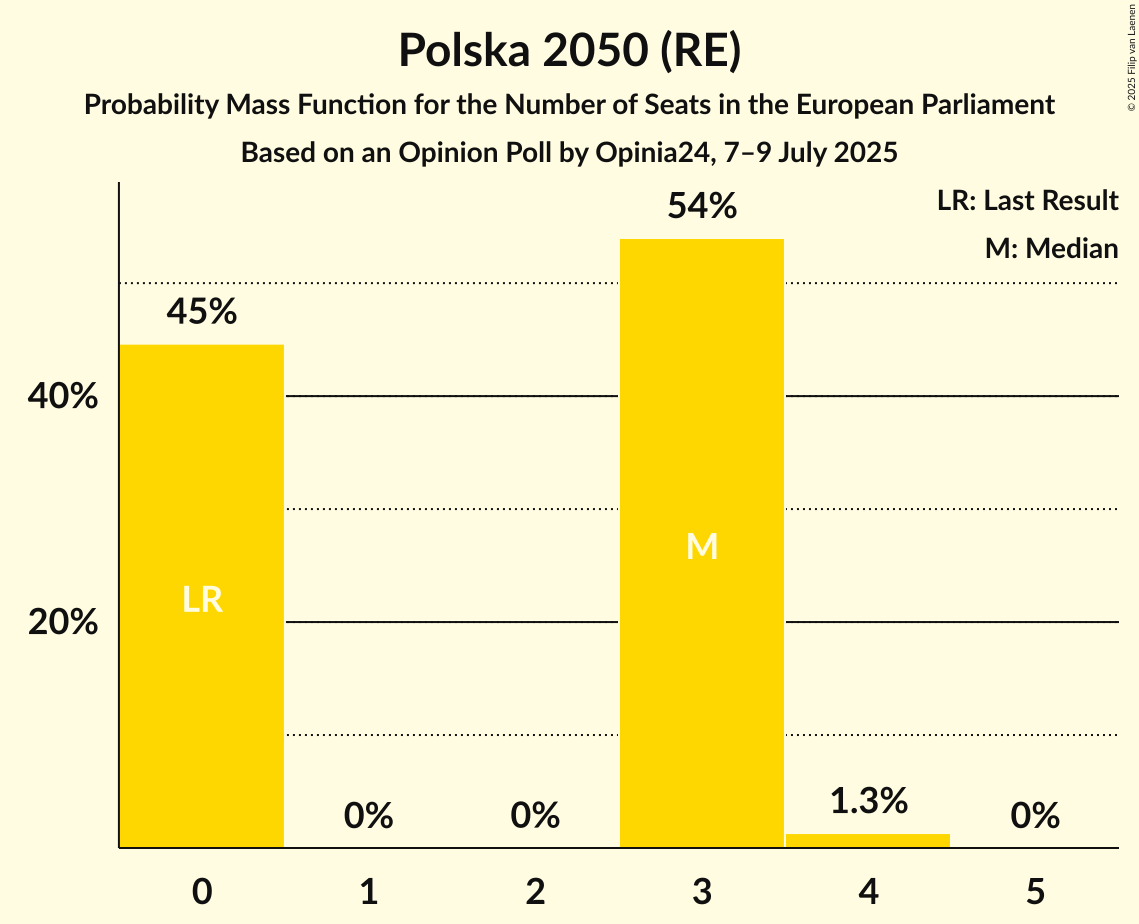 Polska 2050 (RE)
Probability Mass Function for the Number of Seats in the European Parliament
Based on an Opinion Poll by Opinia24, 7–9 July 2025
© 2025 Filip van Laenen
LR: Last Result
M: Median
54%
45%
40%
20%
LR
M
0%
0%
1.3%
0%
0
1
2
3
4
5